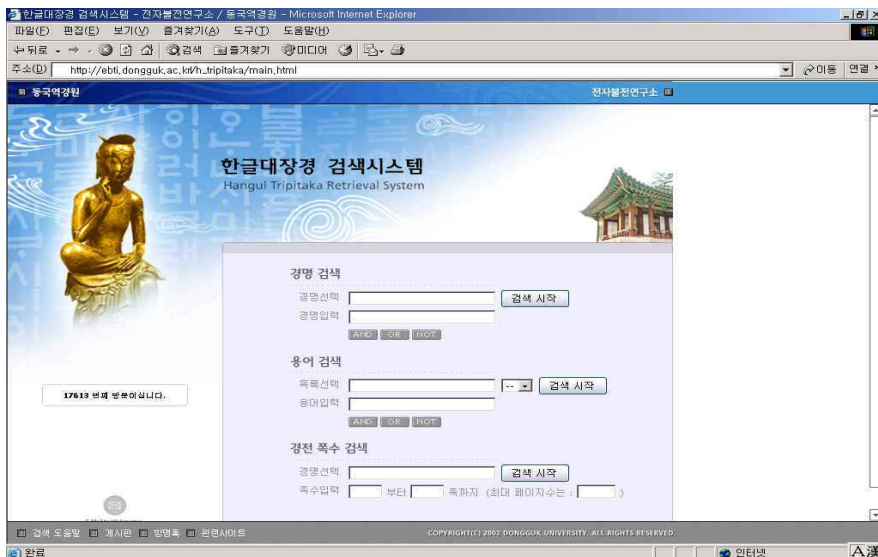 한글대장경 검색시스템 - 전자불전연구소 / 동국역경원 - Microsoft Internet Explorer
파일(F) 편집(E) 보기(V) 즐겨찾기(A) 도구(T) 도움말(H)
뒤로 검색 즐겨찾기 미디어
주소(D) http://ebti.dongguk.ac.kr/h_tripitaka/main.html 이동 연결 »
동국역경원 전자불전연구소
한글대장경 검색시스템
Hangul Tripitaka Retrieval System
경명 검색
경명선택 검색 시작
경명입력
AND OR NOT
용어 검색
목록선택 -- 검색 시작
용어입력
AND OR NOT
17613 번째 방문이십니다.
경전 쪽수 검색
경명선택 검색 시작
쪽수입력 부터 쪽까지 (최대 페이지수는 : )
검색 도움말 게시판 방명록 관련사이트 COPYRIGHT(C) 2002 DONGGUK UNIVERSITY. ALL RIGHTS RESERVED
완료 인터넷 A 漢